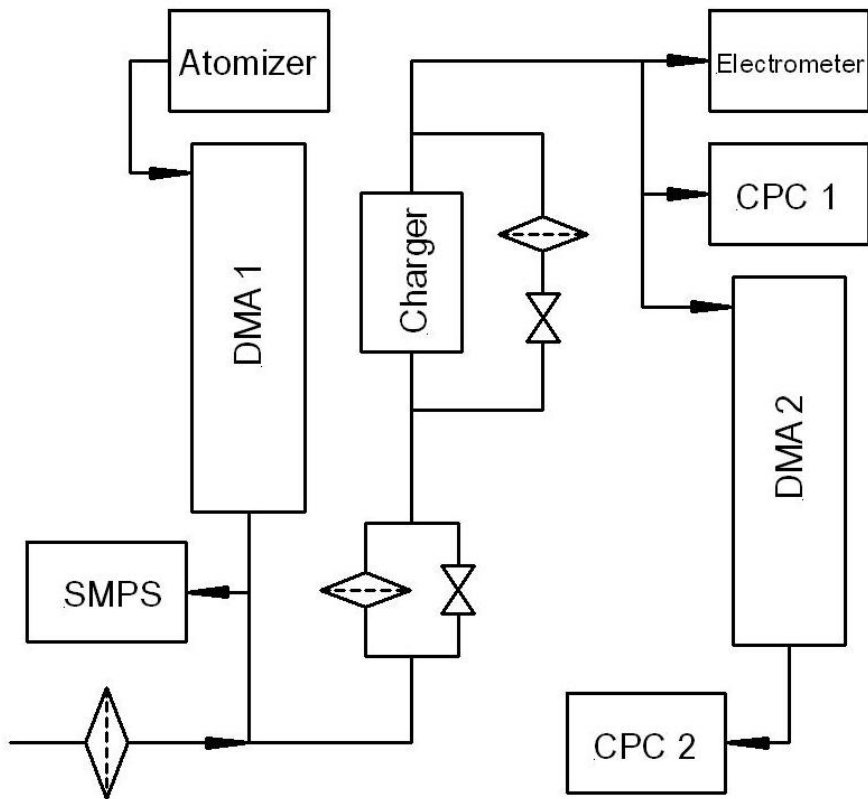 Atomizer
Electrometer
DMA 1
CPC 1
Charger
DMA 2
SMPS
CPC 2